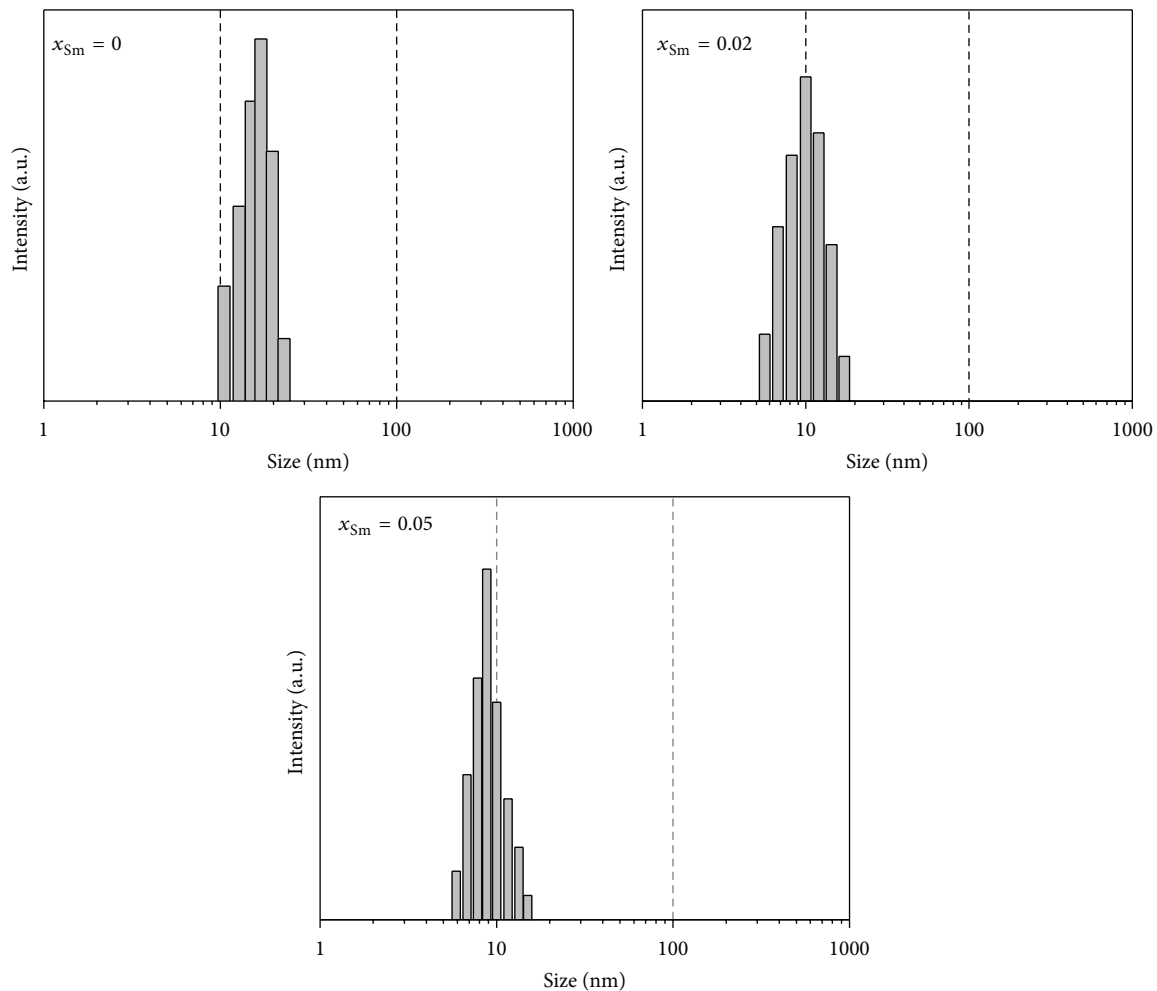 x_Sm = 0
Intensity (a.u.)
1 10 100 1000
Size (nm)
x_Sm = 0.02
Intensity (a.u.)
1 10 100 1000
Size (nm)
x_Sm = 0.05
Intensity (a.u.)
1 10 100 1000
Size (nm)